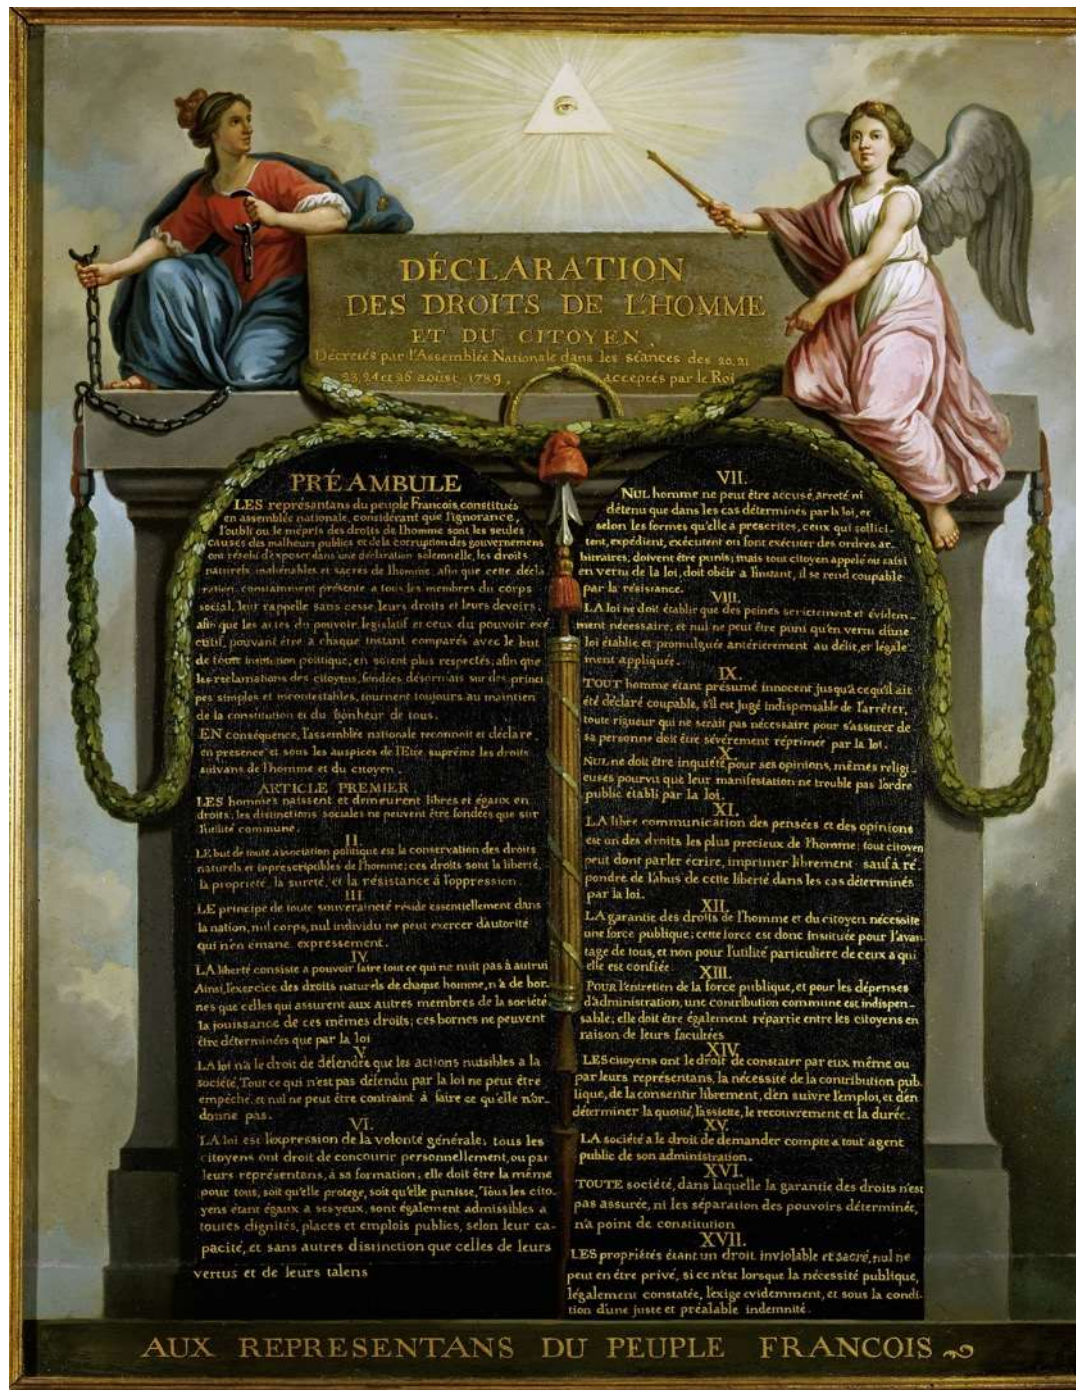 DÉCLARATION
DES DROITS DE L'HOMME
ET DU CITOYEN,
Décretés par l'Assemblée Nationale dans les séances des 20, 21
23, 24 et 26 août 1789, acceptés par le Roi
PRÉAMBULE
LES représantans du peuple François, constitués
en assemblée nationale, considérant que l'ignorance,
l'oubli ou le mépris des droits de l'homme sont les seules
causes des malheurs publics et de la corruption des gouvernemens
ont résolu d'exposer dans une déclaration solemnelle, les droits
naturels, inaliénables et sacrés de l'homme, afin que cette décla
ration, constamment présente a tous les membres du corps
social, leur rappelle sans cesse leurs droits et leurs devoirs,
afin que les actes du pouvoir législatif et ceux du pouvoir exé
cutif, pouvant être a chaque instant comparés avec le but
de toute institution politique, en soient plus respectés; afin que
les reclamations des citoyens, fondées désormais sur des princi
pes simples et incontestables, tournent toujours au maintien
de la constitution et du bonheur de tous.
EN conséquence, l'assemblée nationale reconnoit et déclare,
en presence et sous les auspices de l'Etre suprême les droits
suivans de l'homme et du citoyen.
ARTICLE PREMIER
LES hommes naissent et demeurent libres et égaux en
droits, les distinctions sociales ne peuvent être fondées que sur
l'utilité commune.
II.
LE but de toute association politique est la conservation des droits
naturels et inprescriptibles de l'homme; ces droits sont la liberté,
la propriété, la sureté, et la résistance à l'oppression.
III.
LE principe de toute souveraineté réside essentiellement dans
la nation, nul corps, nul individu ne peut exercer d'autorité
qui n'en émane expressement.
IV.
LA liberté consiste a pouvoir faire tout ce qui ne nuit pas à autrui
Ainsi, l'exercice des droits naturels de chaque homme, n'a de bor-
nes que celles qui assurent aux autres membres de la société
la jouissance de ces mêmes droits; ces bornes ne peuvent
être déterminées que par la loi
V.
LA loi n'a le droit de défendre que les actions nuisibles a la
société, Tout ce qui n'est pas défendu par la loi ne peut être
empêché, et nul ne peut être contraint à faire ce qu'elle n'or-
donne pas.
VI.
LA loi est l'expression de la volonté générale; tous les
citoyens ont droit de concourir personnellement, ou par
leurs représentans, à sa formation; elle doit être la même
pour tous, soit qu'elle protege, soit qu'elle punisse, Tous les cito-
yens étant égaux a ses yeux, sont également admissibles a
toutes dignités, places et emplois publics, selon leur ca-
pacité, et sans autres distinction que celles de leurs
vertus et de leurs talens
VII.
NUL homme ne peut être accusé, arreté ni
détenu que dans les cas déterminés par la loi, et
selon les formes qu'elle a prescrites, ceux qui sollici-
tent, expédient, exécutent ou font exécuter des ordres ar-
bitraires, doivent être punis; mais tout citoyen appelé ou saisi
en vertu de la loi, doit obéir a l'instant, il se rend coupable
par la résistance.
VIII.
LA loi ne doit établir que des peines strictement et évidem-
ment nécessaire, et nul ne peut être puni qu'en vertu d'une
loi établie et promulguée antérierement au délit, et légale-
ment appliquée.
IX.
TOUT homme étant présumé innocent jusqu'a ce qu'il ait
été déclaré coupable, s'il est jugé indispensable de l'arrêter,
toute rigueur qui ne serait pas nécessaire pour s'assurer de
sa personne doit être sévérement réprimée par la loi.
X.
NUL ne doit être inquiété pour ses opinions, mêmes religi-
euses pourvu que leur manifestation ne trouble pas l'ordre
public établi par la loi.
XI.
LA libre communication des pensées et des opinions
est un des droits les plus precieux de l'homme; tout citoyen
peut dont parler écrire, imprimer librement; sauf à ré
pondre de l'abus de cette liberté dans les cas déterminés
par la loi.
XII.
LA garantie des droits de l'homme et du citoyen nécessite
une force publique; cette force est donc instituée pour l'avan-
tage de tous, et non pour l'utilité particuliere de ceux a qui
elle est confiée.
XIII.
POUR l'entretien de la force publique, et pour les dépenses
d'administration, une contribution commune est indispen-
sable; elle doit être également répartie entre les citoyens en
raison de leurs facultées
XIV.
LES citoyens ont le droit de constater par eux même ou
par leurs représentans, la nécessité de la contribution pub-
lique, de la consentir librement, d'en suivre l'emploi, et d'en
déterminer la quotité, l'assiette, le recouvrement et la durée.
XV.
LA société a le droit de demander compte a tout agent
public de son administration.
XVI.
TOUTE société, dans laquelle la garantie des droits n'est
pas assurée, ni les séparation des pouvoirs déterminée,
n'a point de constitution
XVII.
LES propriétés étant un droit inviolable et sacré, nul ne
peut en être privé, si ce n'est lorsque la nécessité publique,
légalement constatée, l'exige evidemment, et sous la condi-
tion d'une juste et préalable indemnité.
AUX REPRESENTANS DU PEUPLE FRANCOIS